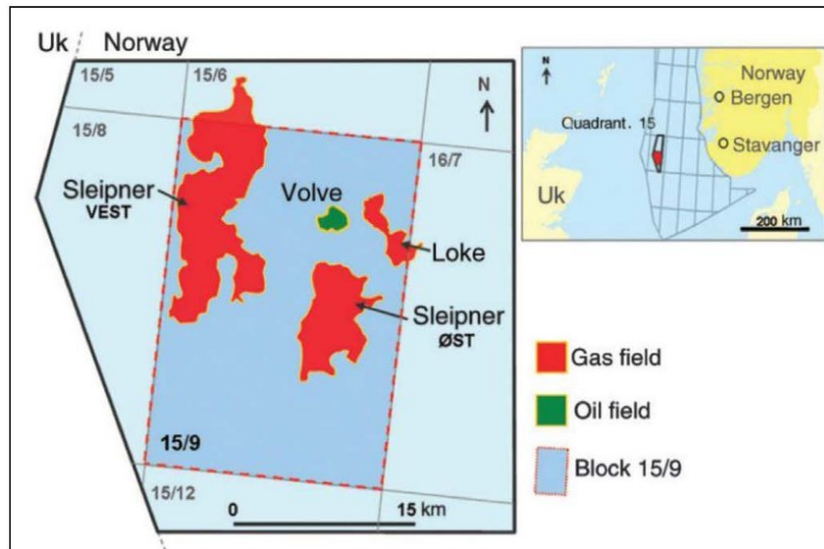 Uk Norway
15/5
15/6
N
15/8
16/7
Sleipner
VEST
Volve
Loke
Sleipner
ØST
15/9
15/12
0 15 km
N
Norway
Bergen
Quadrant. 15
Stavanger
Uk
200 km
Gas field
Oil field
Block 15/9